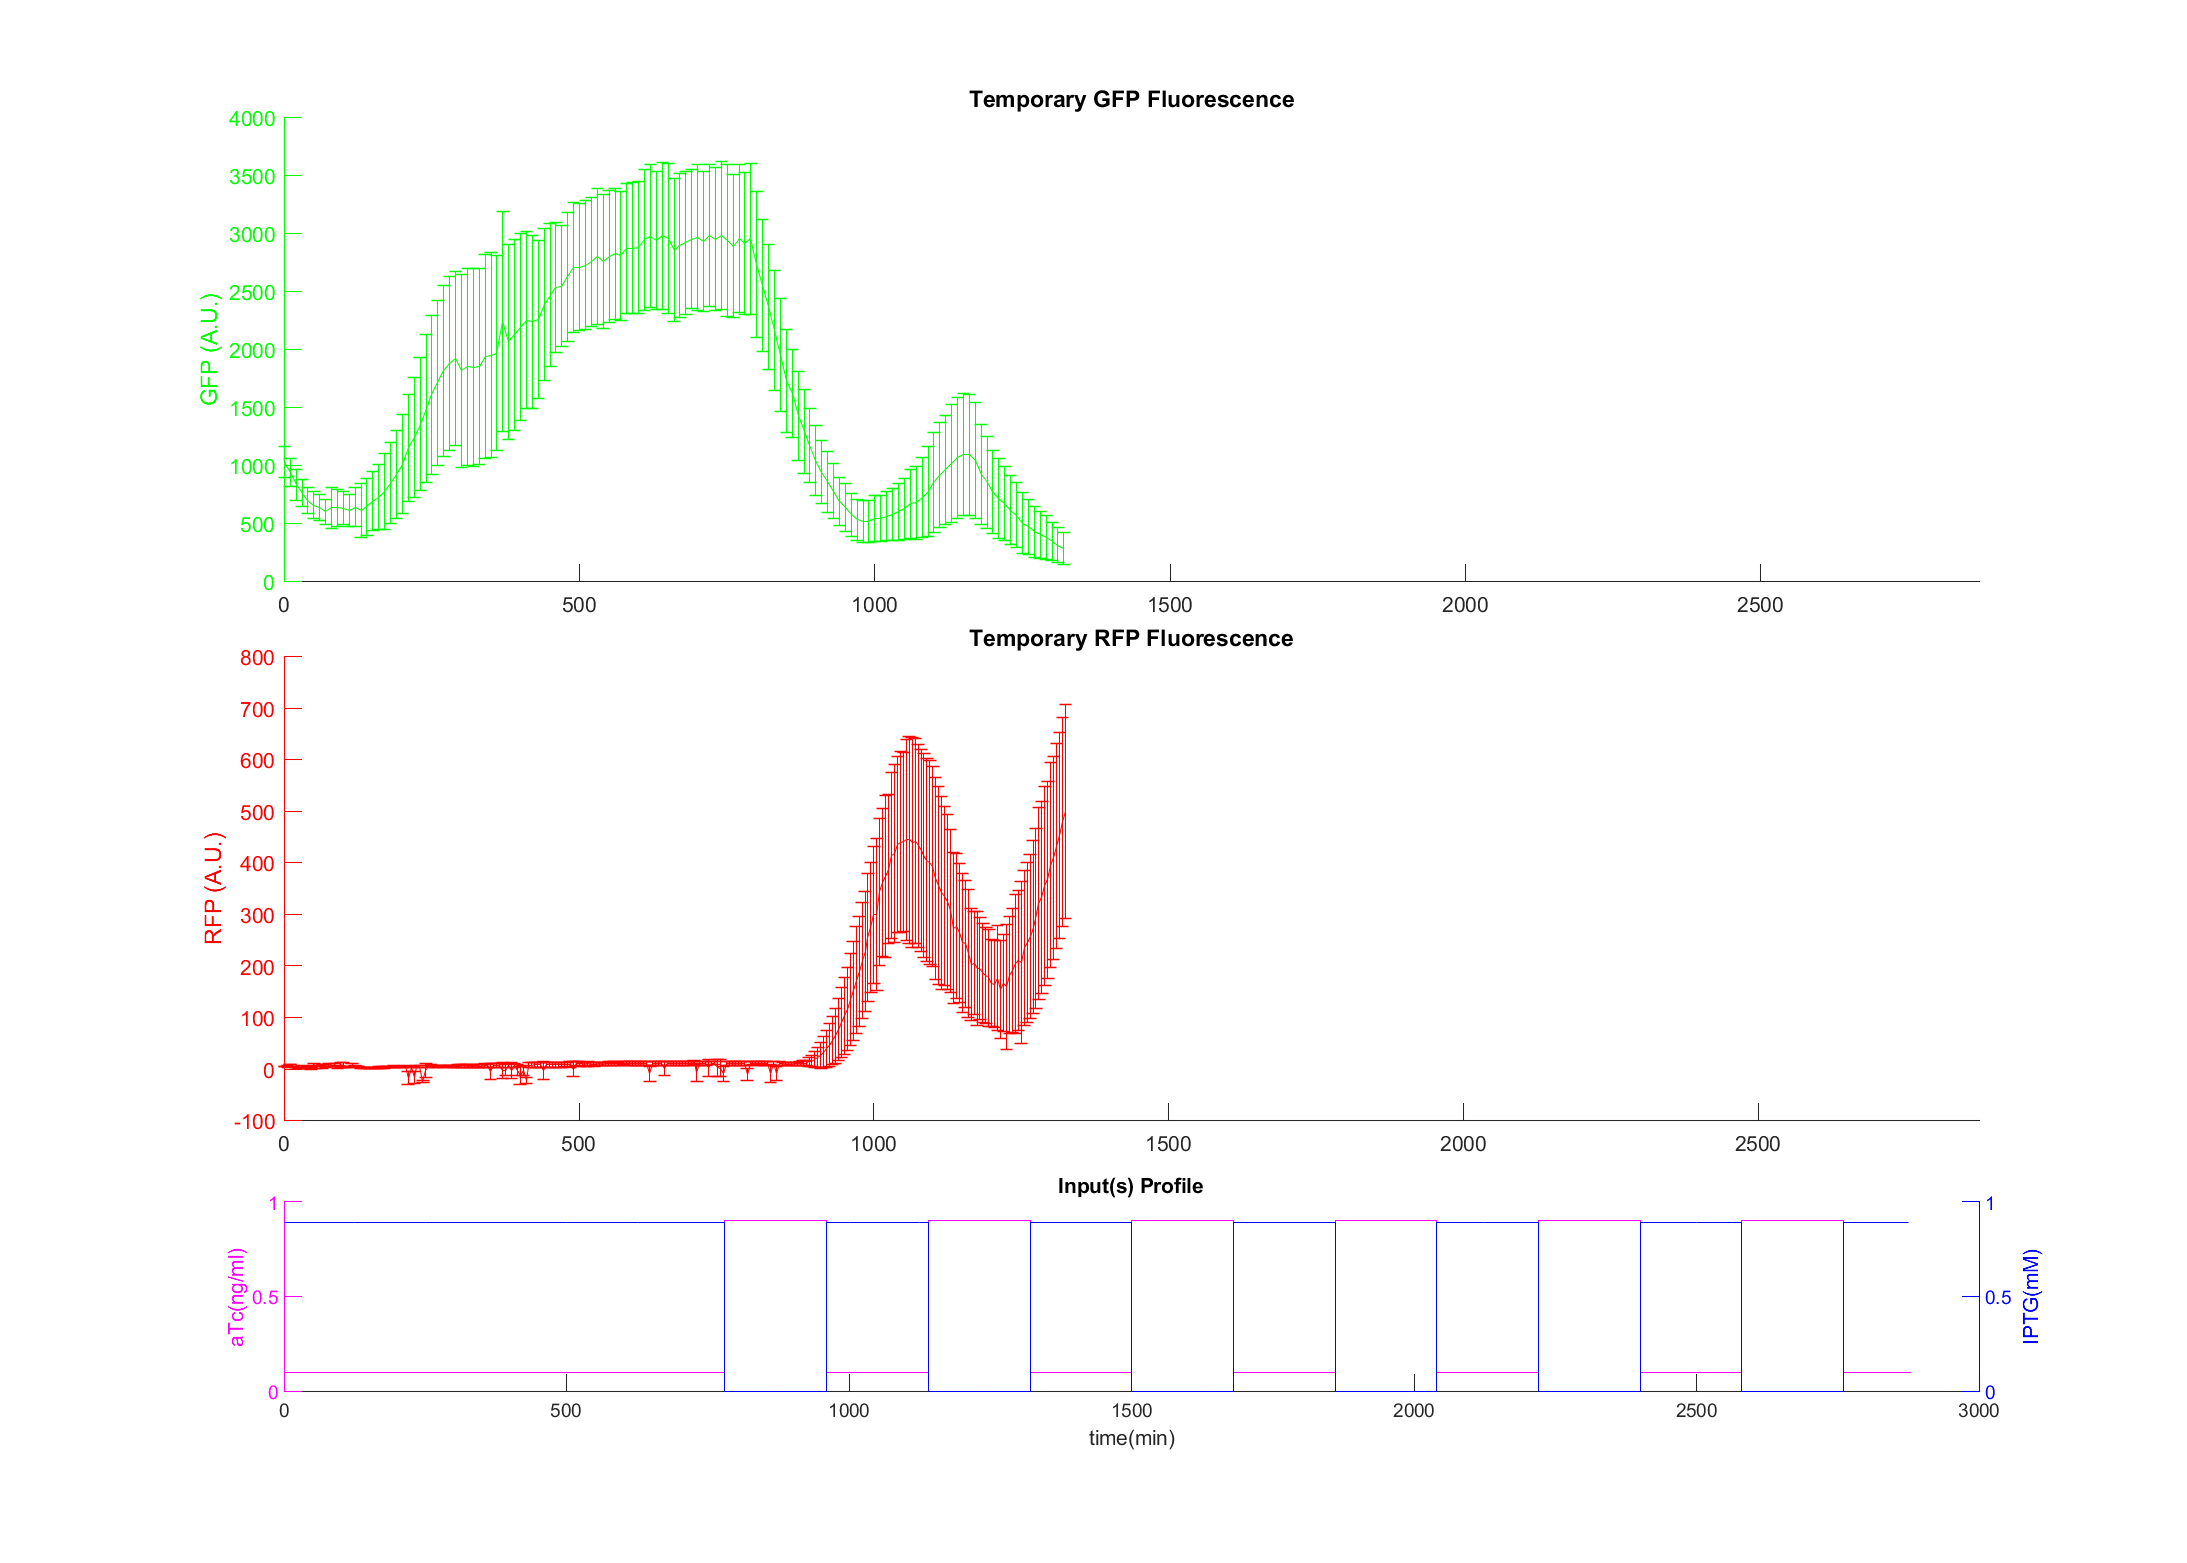 Temporary GFP Fluorescence
4000
3500
3000
2500
2000
1500
1000
500
0
GFP (A.U.)
0 500 1000 1500 2000 2500
Temporary RFP Fluorescence
800
700
600
500
400
300
200
100
0
-100
RFP (A.U.)
0 500 1000 1500 2000 2500
Input(s) Profile
1
0.5
0
aTc(ng/ml)
1
0.5
0
IPTG(mM)
0 500 1000 1500 2000 2500 3000
time(min)